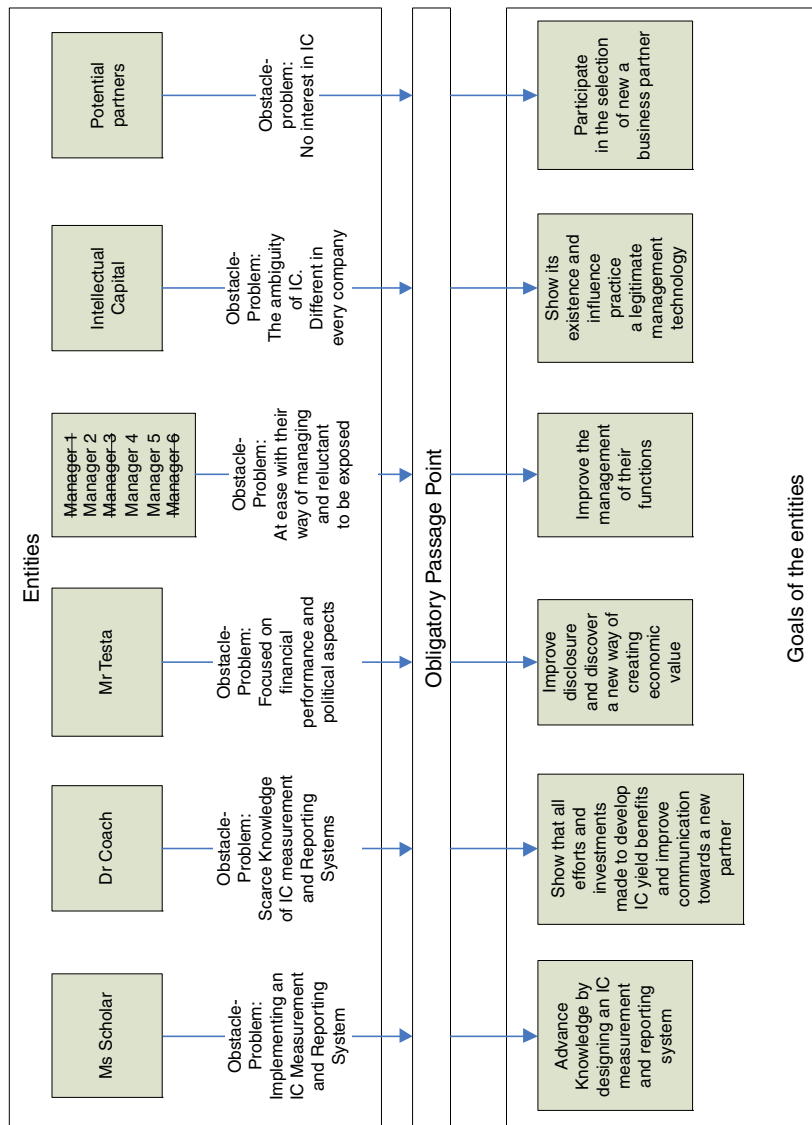 Entities
Ms Scholar
Dr Coach
Mr Testa
Manager 1
Manager 2
Manager 3
Manager 4
Manager 5
Manager 6
Intellectual
Capital
Potential
partners
Obstacle-
Problem:
Implementing an
IC Measurement
and Reporting
System
Obstacle-
Problem:
Scarce Knowledge
of IC measurement
and Reporting
Systems
Obstacle-
Problem:
Focused on
financial
performance and
political aspects
Obstacle-
Problem:
At ease with their
way of managing
and reluctant
to be exposed
Obstacle-
Problem:
The ambiguity
of IC.
Different in
every company
Obstacle-
problem:
No interest in IC
Obligatory Passage Point
Advance
Knowledge by
designing an IC
measurement
and reporting
system
Show that all
efforts and
investments
made to develop
IC yield benefits
and improve
communication
towards a new
partner
Improve
disclosure
and discover
a new way of
creating
economic
value
Improve the
management
of their
functions
Show its
existence and
influence
practice
a legitimate
management
technology
Participate
in the selection
of new a
business partner
Goals of the entities